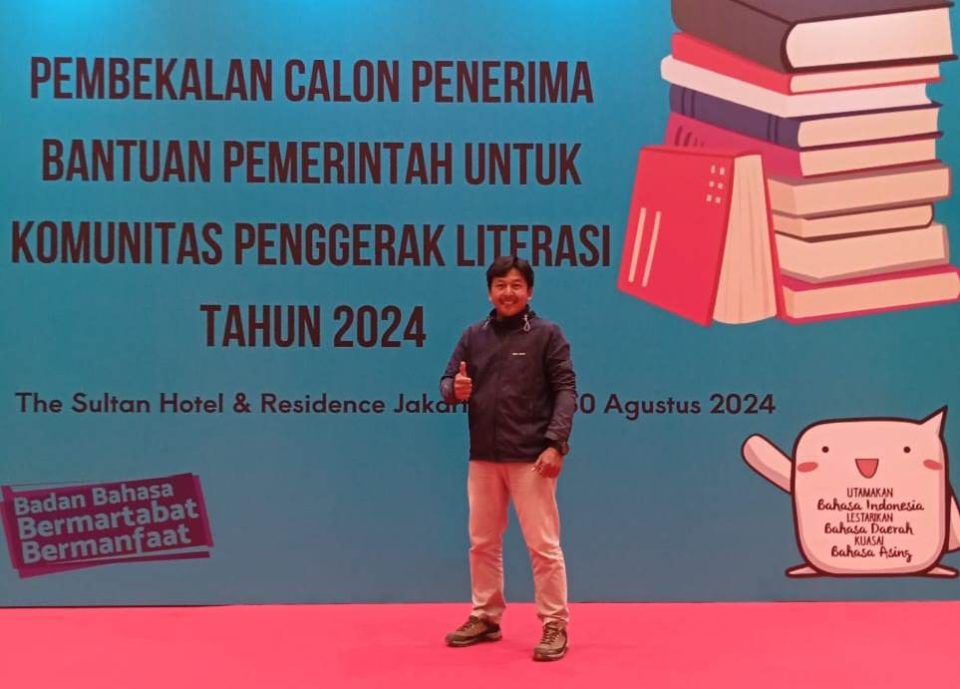 PEMBEKALAN CALON PENERIMA
BANTUAN PEMERINTAH UNTUK
KOMUNITAS PENGGERAK LITERASI
TAHUN 2024
The Sultan Hotel & Residence Agustus 2024
Badan Bahasa
Bermartabat
Bermanfaat
UTAMAKAN
Bahasa Indonesia
LESTARIKAN
Bahasa Daerah
KUASAI
Bahasa Asing